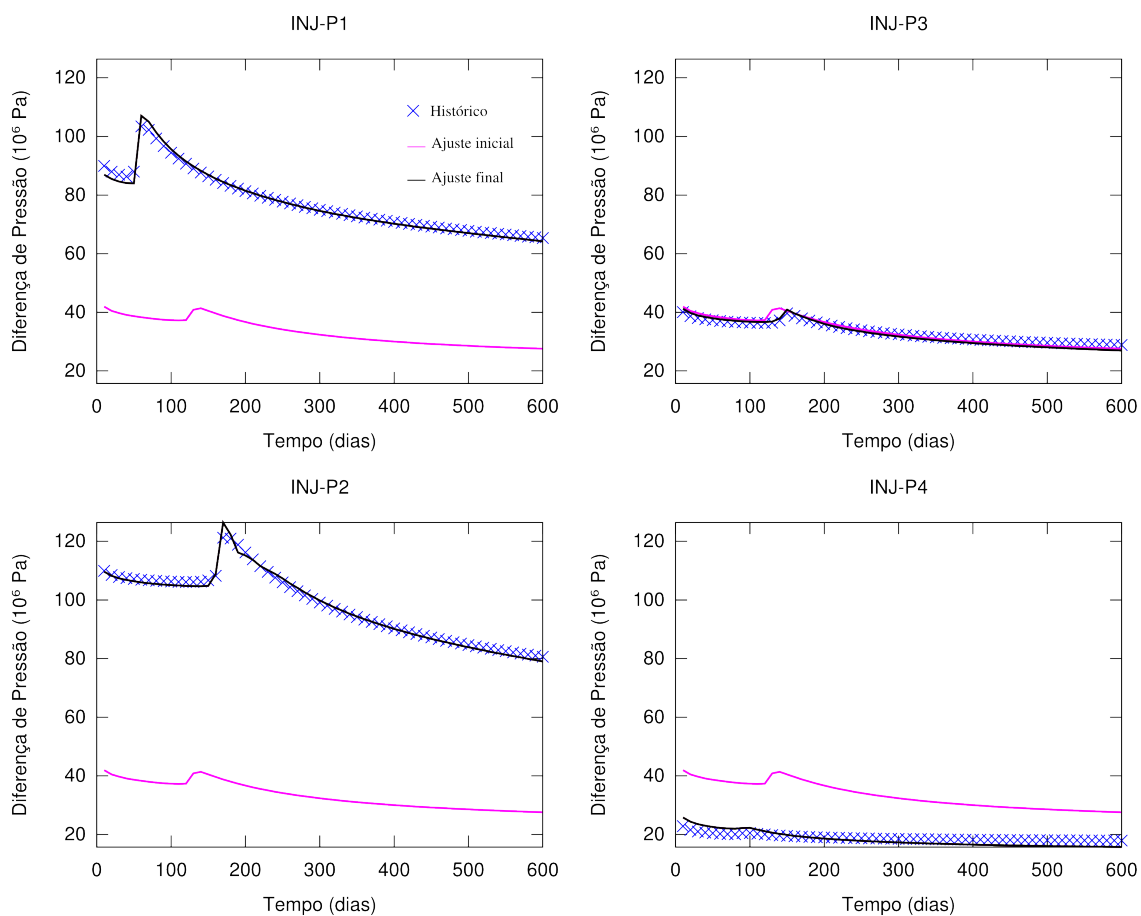 INJ-P1
120
100
80
60
40
20
0 100 200 300 400 500 600
Diferença de Pressão (10⁶ Pa)
Tempo (dias)
Histórico
Ajuste inicial
Ajuste final
INJ-P3
120
100
80
60
40
20
0 100 200 300 400 500 600
Diferença de Pressão (10⁶ Pa)
Tempo (dias)
INJ-P2
120
100
80
60
40
20
0 100 200 300 400 500 600
Diferença de Pressão (10⁶ Pa)
Tempo (dias)
INJ-P4
120
100
80
60
40
20
0 100 200 300 400 500 600
Diferença de Pressão (10⁶ Pa)
Tempo (dias)